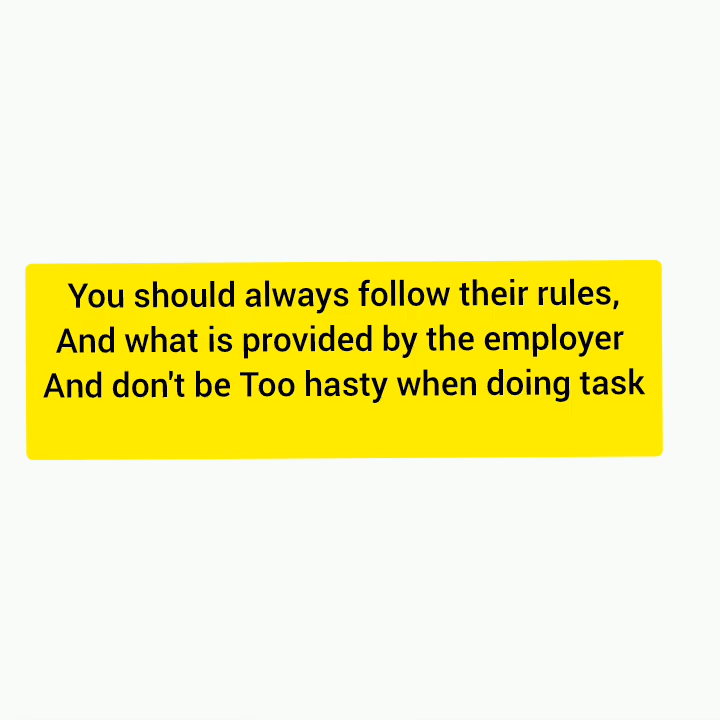 You should always follow their rules,
And what is provided by the employer
And don't be Too hasty when doing task